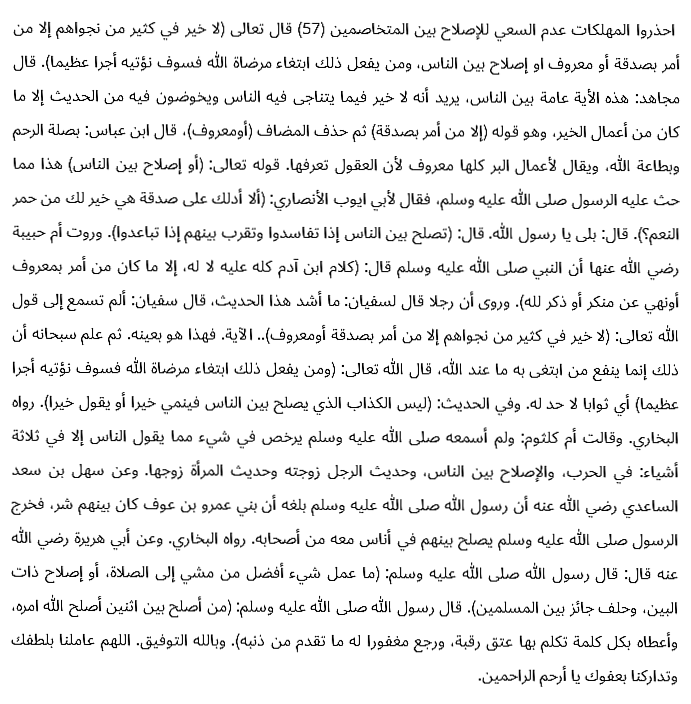 احذروا المهلكات عدم السعي للإصلاح بين المتخاصمين (57) قال تعالى (لا خير في كثير من نجواهم إلا من
أمر بصدقة أو معروف او إصلاح بين الناس، ومن يفعل ذلك ابتغاء مرضاة الله فسوف نؤتيه أجرا عظيما). قال
مجاهد: هذه الأية عامة بين الناس، يريد أنه لا خير فيما يتناجى فيه الناس ويخوضون فيه من الحديث إلا ما
كان من أعمال الخير، وهو قوله (إلا من أمر بصدقة) ثم حذف المضاف (أومعروف)، قال ابن عباس: بصلة الرحم
وبطاعة الله، ويقال لأعمال البر كلها معروف لأن العقول تعرفها. قوله تعالى: (أو إصلاح بين الناس) هذا مما
حث عليه الرسول صلى الله عليه وسلم، فقال لأبي ايوب الأنصاري: (ألا أدلك على صدقة هي خير لك من حمر
النعم؟). قال: بلى يا رسول الله. قال: (تصلح بين الناس إذا تفاسدوا وتقرب بينهم إذا تباعدوا). وروت أم حبيبة
رضي الله عنها أن النبي صلى الله عليه وسلم قال: (كلام ابن آدم كله عليه لا له، إلا ما كان من أمر بمعروف
أونهي عن منكر أو ذكر لله). وروى أن رجلا قال لسفيان: ما أشد هذا الحديث، قال سفيان: ألم تسمع إلى قول
الله تعالى: (لا خير في كثير من نجواهم إلا من أمر بصدقة أومعروف).. الآية. فهذا هو بعينه. ثم علم سبحانه أن
ذلك إنما ينفع من ابتغى به ما عند الله، قال الله تعالى: (ومن يفعل ذلك ابتغاء مرضاة الله فسوف نؤتيه أجرا
عظيما) أي ثوابا لا حد له. وفي الحديث: (ليس الكذاب الذي يصلح بين الناس فينمي خيرا أو يقول خيرا). رواه
البخاري. وقالت أم كلثوم: ولم أسمعه صلى الله عليه وسلم يرخص في شيء مما يقول الناس إلا في ثلاثة
أشياء: في الحرب، والإصلاح بين الناس، وحديث الرجل زوجته وحديث المرأة زوجها. وعن سهل بن سعد
الساعدي رضي الله عنه أن رسول الله صلى الله عليه وسلم بلغه أن بني عمرو بن عوف كان بينهم شر، فخرج
الرسول صلى الله عليه وسلم يصلح بينهم في أناس معه من أصحابه. رواه البخاري. وعن أبي هريرة رضي الله
عنه قال: قال رسول الله صلى الله عليه وسلم: (ما عمل شيء أفضل من مشي إلى الصلاة، أو إصلاح ذات
البين، وحلف جائز بين المسلمين). قال رسول الله صلى الله عليه وسلم: (من أصلح بين اثنين أصلح الله امره،
وأعطاه بكل كلمة تكلم بها عتق رقبة، ورجع مغفورا له ما تقدم من ذنبه). وبالله التوفيق. اللهم عاملنا بلطفك
وتداركنا بعفوك يا أرحم الراحمين.